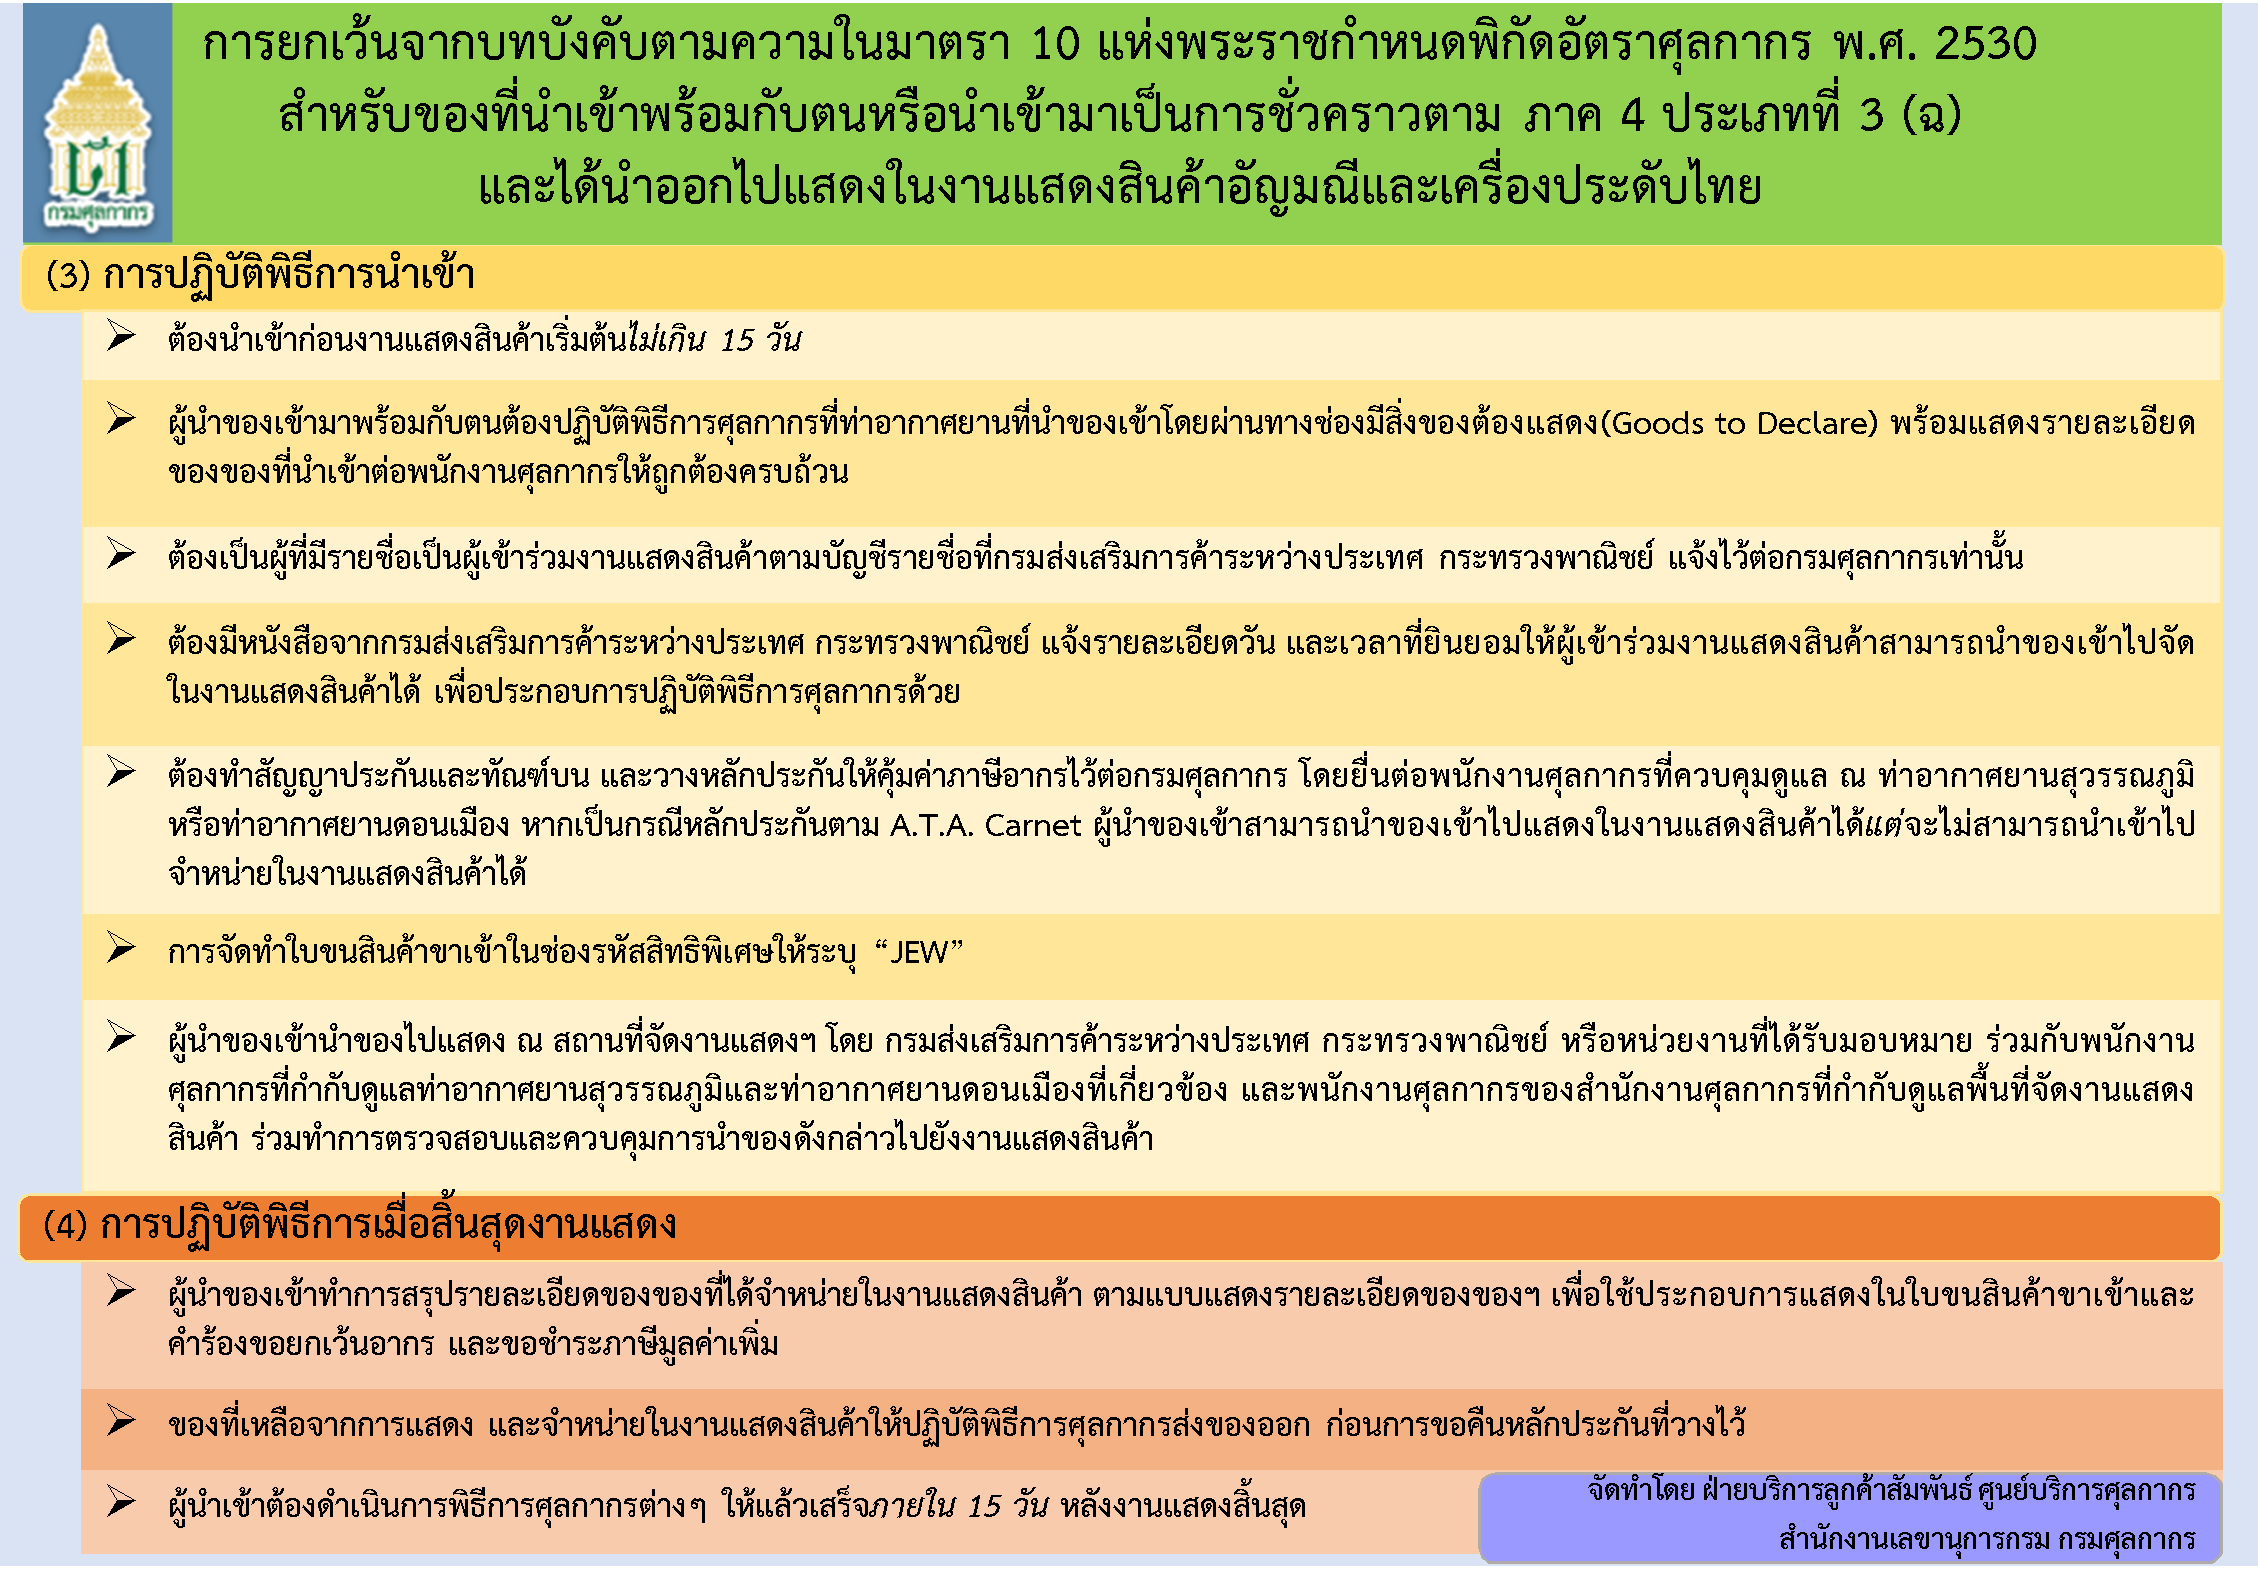 การยกเว้นจากบทบังคับตามความในมาตรา 10 แห่งพระราชกำหนดพิกัดอัตราศุลกากร พ.ศ. 2530
สำหรับของที่นำเข้าพร้อมกับตนหรือนำเข้ามาเป็นการชั่วคราวตาม ภาค 4 ประเภทที่ 3 (ฉ)
และได้นำออกไปแสดงในงานแสดงสินค้าอัญมณีและเครื่องประดับไทย
กรมศุลกากร
(3) การปฏิบัติพิธีการนำเข้า
➢ ต้องนำเข้าก่อนงานแสดงสินค้าเริ่มต้นไม่เกิน 15 วัน
➢ ผู้นำของเข้ามาพร้อมกับตนต้องปฏิบัติพิธีการศุลกากรที่ท่าอากาศยานที่นำของเข้าโดยผ่านทางช่องมีสิ่งของต้องแสดง(Goods to Declare) พร้อมแสดงรายละเอียด
ของของที่นำเข้าต่อพนักงานศุลกากรให้ถูกต้องครบถ้วน
➢ ต้องเป็นผู้ที่มีรายชื่อเป็นผู้เข้าร่วมงานแสดงสินค้าตามบัญชีรายชื่อที่กรมส่งเสริมการค้าระหว่างประเทศ กระทรวงพาณิชย์ แจ้งไว้ต่อกรมศุลกากรเท่านั้น
➢ ต้องมีหนังสือจากกรมส่งเสริมการค้าระหว่างประเทศ กระทรวงพาณิชย์ แจ้งรายละเอียดวัน และเวลาที่ยินยอมให้ผู้เข้าร่วมงานแสดงสินค้าสามารถนำของเข้าไปจัด
ในงานแสดงสินค้าได้ เพื่อประกอบการปฏิบัติพิธีการศุลกากรด้วย
➢ ต้องทำสัญญาประกันและทัณฑ์บน และวางหลักประกันให้คุ้มค่าภาษีอากรไว้ต่อกรมศุลกากร โดยยื่นต่อพนักงานศุลกากรที่ควบคุมดูแล ณ ท่าอากาศยานสุวรรณภูมิ
หรือท่าอากาศยานดอนเมือง หากเป็นกรณีหลักประกันตาม A.T.A. Carnet ผู้นำของเข้าสามารถนำของเข้าไปแสดงในงานแสดงสินค้าได้แต่จะไม่สามารถนำเข้าไป
จำหน่ายในงานแสดงสินค้าได้
➢ การจัดทำใบขนสินค้าขาเข้าในช่องรหัสสิทธิพิเศษให้ระบุ “JEW”
➢ ผู้นำของเข้านำของไปแสดง ณ สถานที่จัดงานแสดงฯ โดย กรมส่งเสริมการค้าระหว่างประเทศ กระทรวงพาณิชย์ หรือหน่วยงานที่ได้รับมอบหมาย ร่วมกับพนักงาน
ศุลกากรที่กำกับดูแลท่าอากาศยานสุวรรณภูมิและท่าอากาศยานดอนเมืองที่เกี่ยวข้อง และพนักงานศุลกากรของสำนักงานศุลกากรที่กำกับดูแลพื้นที่จัดงานแสดง
สินค้า ร่วมทำการตรวจสอบและควบคุมการนำของดังกล่าวไปยังงานแสดงสินค้า
(4) การปฏิบัติพิธีการเมื่อสิ้นสุดงานแสดง
➢ ผู้นำของเข้าทำการสรุปรายละเอียดของของที่ได้จำหน่ายในงานแสดงสินค้า ตามแบบแสดงรายละเอียดของของฯ เพื่อใช้ประกอบการแสดงในใบขนสินค้าขาเข้าและ
คำร้องขอยกเว้นอากร และขอชำระภาษีมูลค่าเพิ่ม
➢ ของที่เหลือจากการแสดง และจำหน่ายในงานแสดงสินค้าให้ปฏิบัติพิธีการศุลกากรส่งของออก ก่อนการขอคืนหลักประกันที่วางไว้
➢ ผู้นำเข้าต้องดำเนินการพิธีการศุลกากรต่างๆ ให้แล้วเสร็จภายใน 15 วัน หลังงานแสดงสิ้นสุด
จัดทำโดย ฝ่ายบริการลูกค้าสัมพันธ์ ศูนย์บริการศุลกากร
สำนักงานเลขานุการกรม กรมศุลกากร